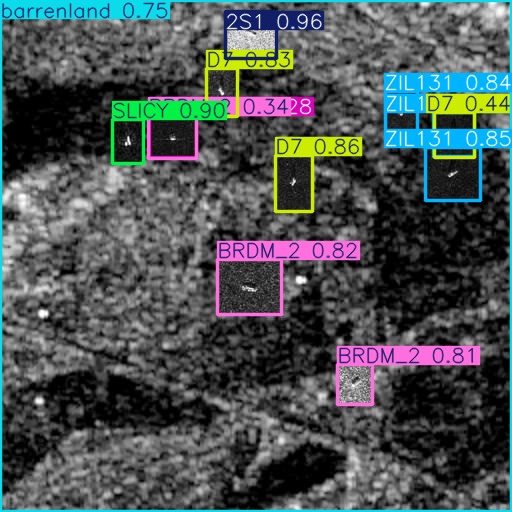 barrenland 0.75
2S1 0.96
D7 0.83
ZIL131 0.84
D7 0.44
SLICY 0.90
0.34
28
ZIL131 0.85
D7 0.86
BRDM_2 0.82
BRDM_2 0.81